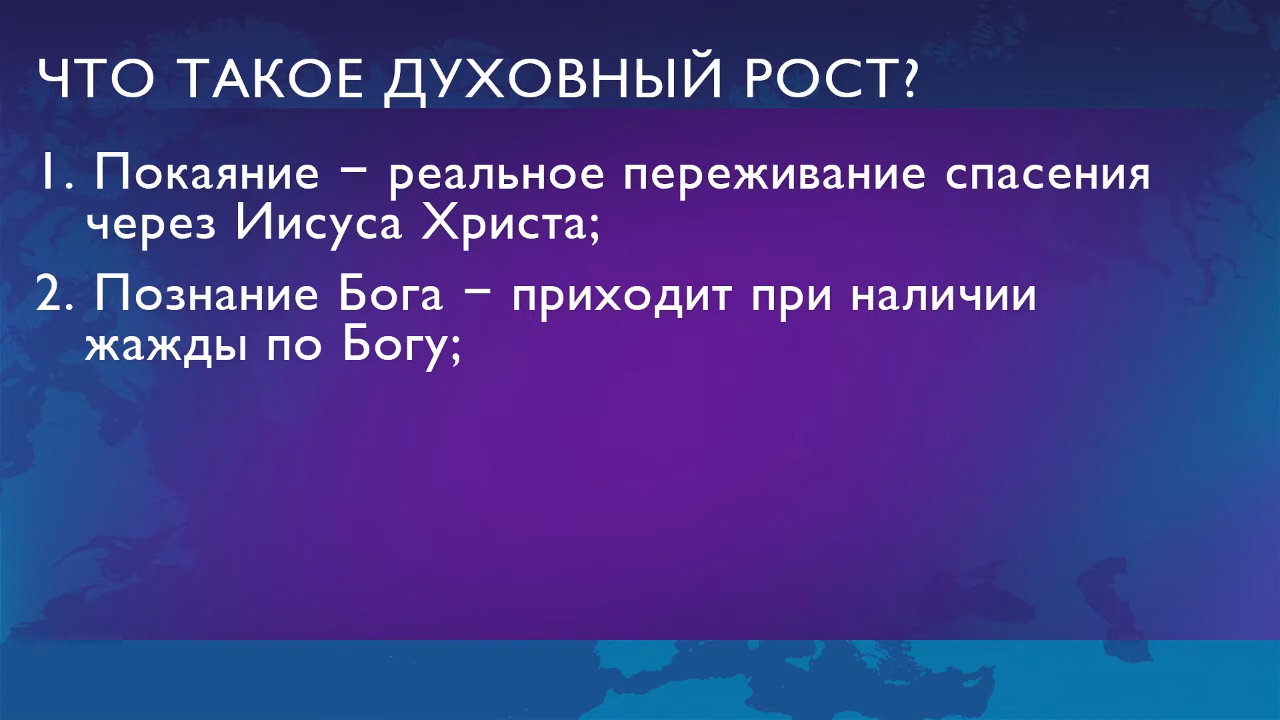 ЧТО ТАКОЕ ДУХОВНЫЙ РОСТ?
1. Покаяние – реальное переживание спасения
через Иисуса Христа;
2. Познание Бога – приходит при наличии
жажды по Богу;